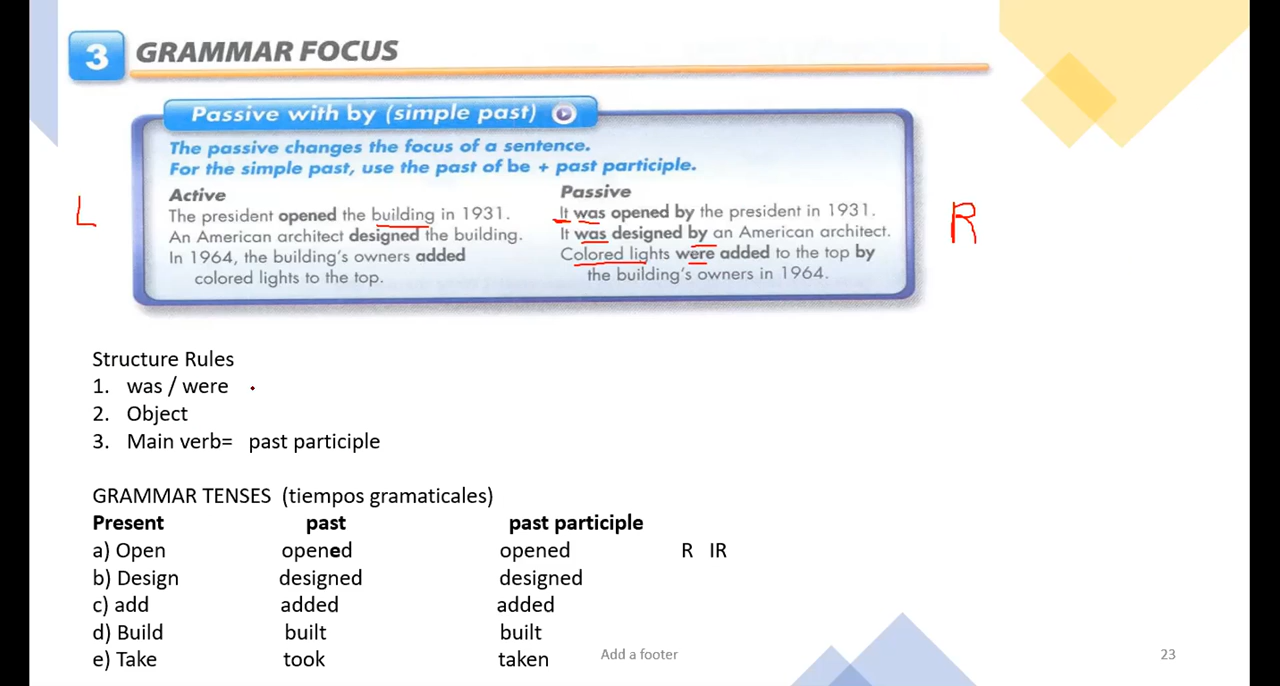 3 GRAMMAR FOCUS
Passive with by (simple past)
The passive changes the focus of a sentence.
For the simple past, use the past of be + past participle.
Active Passive
The president opened the building in 1931. It was opened by the president in 1931.
An American architect designed the building. It was designed by an American architect.
In 1964, the building's owners added Colored lights were added to the top by
colored lights to the top. the building's owners in 1964.
L R
Structure Rules
1. was / were
2. Object
3. Main verb= past participle
GRAMMAR TENSES (tiempos gramaticales)
Present past past participle
a) Open opened opened R IR
b) Design designed designed
c) add added added
d) Build built built
e) Take took taken
Add a footer 23